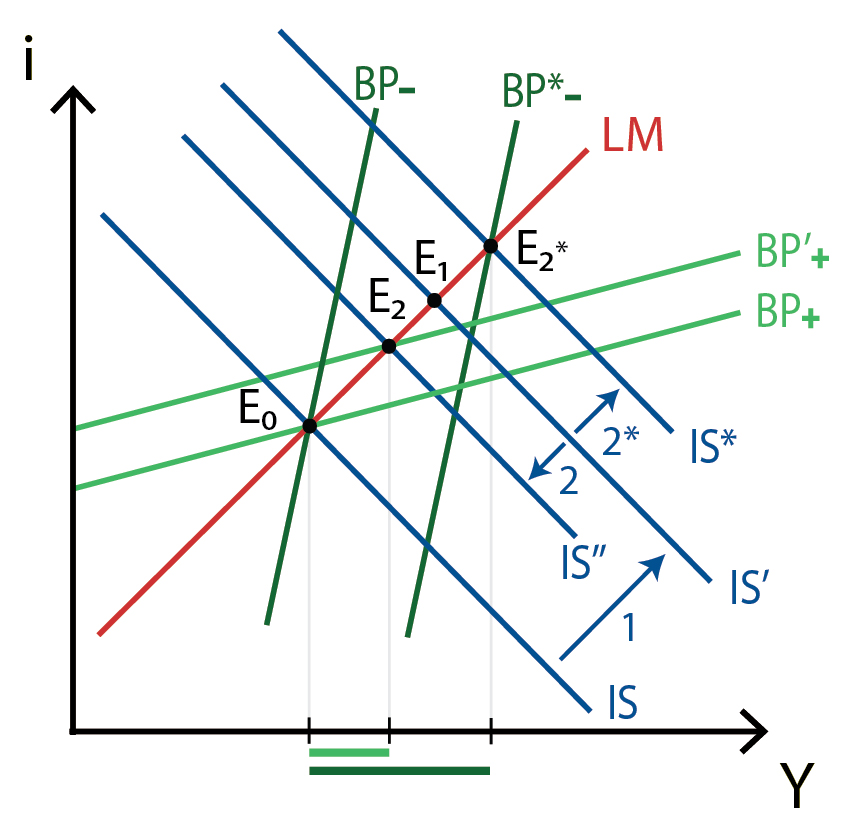 i
BP-
BP*-
LM
E₂*
E₁
BP′+
E₂
BP+
E₀
2*
IS*
2
IS″
IS′
1
IS
Y